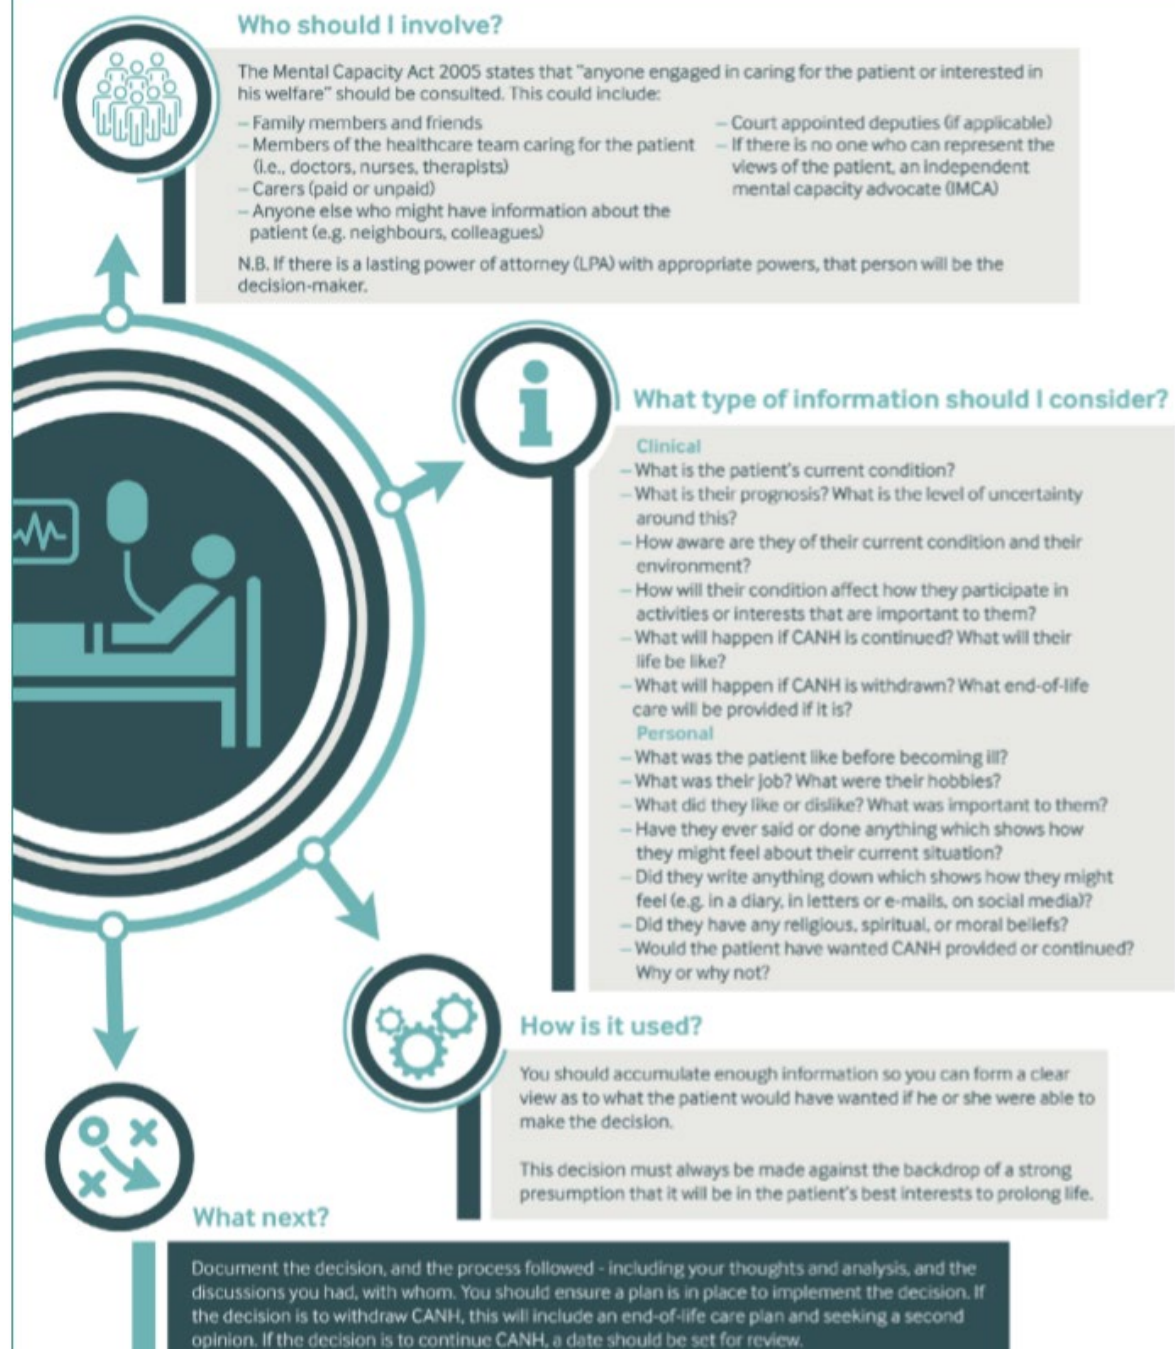 Who should I involve?
The Mental Capacity Act 2005 states that "anyone engaged in caring for the patient or interested in
his welfare" should be consulted. This could include:
– Family members and friends
– Members of the healthcare team caring for the patient
(i.e., doctors, nurses, therapists)
– Carers (paid or unpaid)
– Anyone else who might have information about the
patient (e.g. neighbours, colleagues)
– Court appointed deputies (if applicable)
– If there is no one who can represent the
views of the patient, an independent
mental capacity advocate (IMCA)
N.B. If there is a lasting power of attorney (LPA) with appropriate powers, that person will be the
decision-maker.
What type of information should I consider?
Clinical
– What is the patient's current condition?
– What is their prognosis? What is the level of uncertainty
around this?
– How aware are they of their current condition and their
environment?
– How will their condition affect how they participate in
activities or interests that are important to them?
– What will happen if CANH is continued? What will their
life be like?
– What will happen if CANH is withdrawn? What end-of-life
care will be provided if it is?
Personal
– What was the patient like before becoming ill?
– What was their job? What were their hobbies?
– What did they like or dislike? What was important to them?
– Have they ever said or done anything which shows how
they might feel about their current situation?
– Did they write anything down which shows how they might
feel (e.g. in a diary, in letters or e-mails, on social media)?
– Did they have any religious, spiritual, or moral beliefs?
– Would the patient have wanted CANH provided or continued?
Why or why not?
How is it used?
You should accumulate enough information so you can form a clear
view as to what the patient would have wanted if he or she were able to
make the decision.
This decision must always be made against the backdrop of a strong
presumption that it will be in the patient's best interests to prolong life.
What next?
Document the decision, and the process followed - including your thoughts and analysis, and the
discussions you had, with whom. You should ensure a plan is in place to implement the decision. If
the decision is to withdraw CANH, this will include an end-of-life care plan and seeking a second
opinion. If the decision is to continue CANH, a date should be set for review.